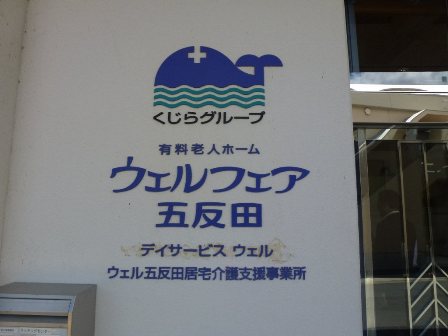 くじらグループ
有料老人ホーム
ウェルフェア
五反田
デイサービス ウェル
ウェル五反田居宅介護支援事業所